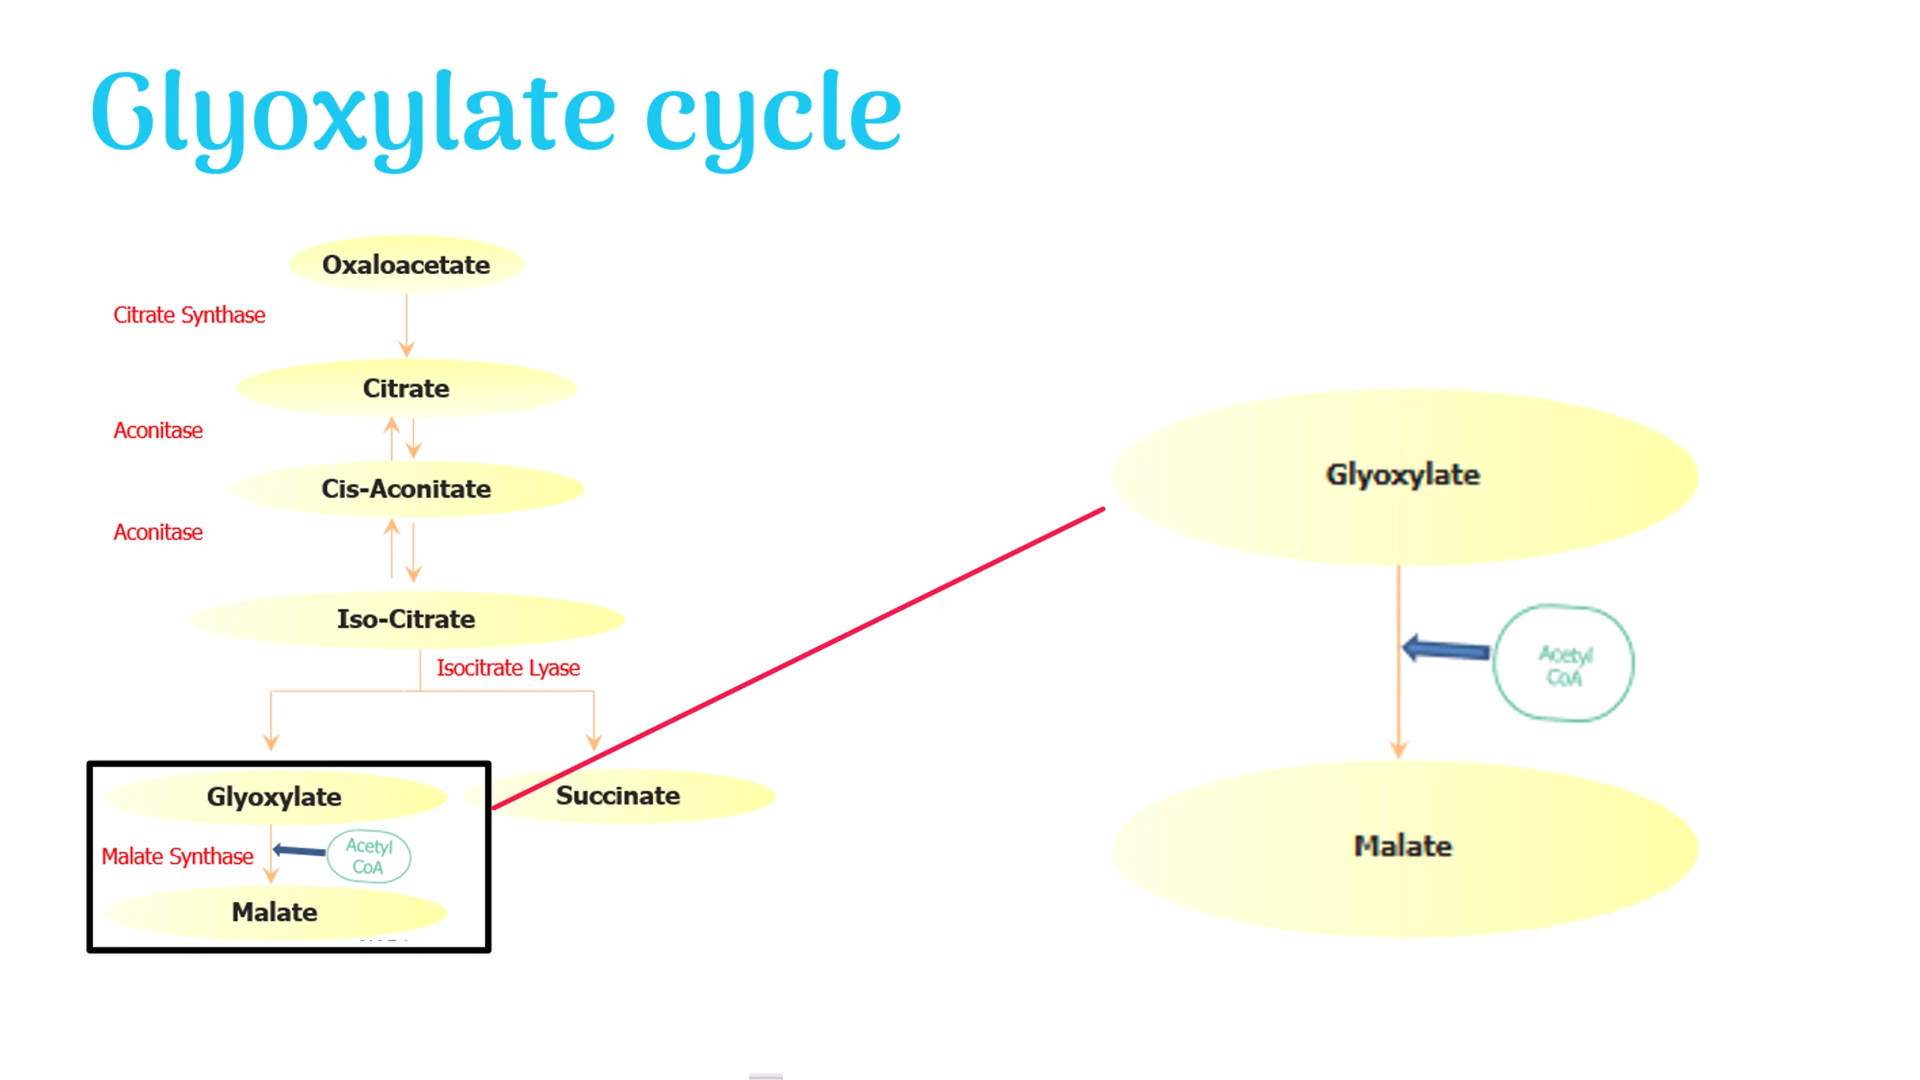 Glyoxylate cycle
Oxaloacetate
Citrate Synthase
Citrate
Aconitase
Cis-Aconitate
Aconitase
Iso-Citrate
Isocitrate Lyase
Glyoxylate
Succinate
Malate Synthase
Acetyl
CoA
Malate
Glyoxylate
Acetyl
CoA
Malate